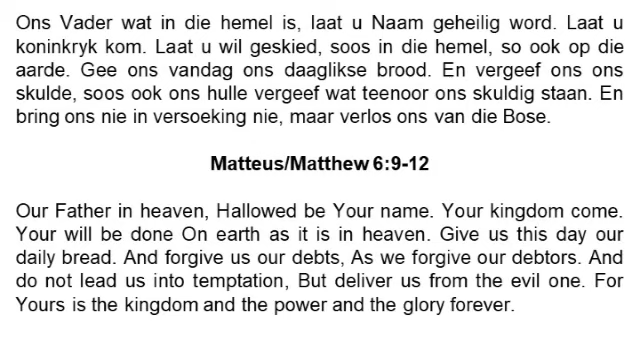 Ons Vader wat in die hemel is, laat u Naam geheilig word. Laat u
koninkryk kom. Laat u wil geskied, soos in die hemel, so ook op die
aarde. Gee ons vandag ons daaglikse brood. En vergeef ons ons
skulde, soos ook ons hulle vergeef wat teenoor ons skuldig staan. En
bring ons nie in versoeking nie, maar verlos ons van die Bose.
Matteus/Matthew 6:9-12
Our Father in heaven, Hallowed be Your name. Your kingdom come.
Your will be done On earth as it is in heaven. Give us this day our
daily bread. And forgive us our debts, As we forgive our debtors. And
do not lead us into temptation, But deliver us from the evil one. For
Yours is the kingdom and the power and the glory forever.